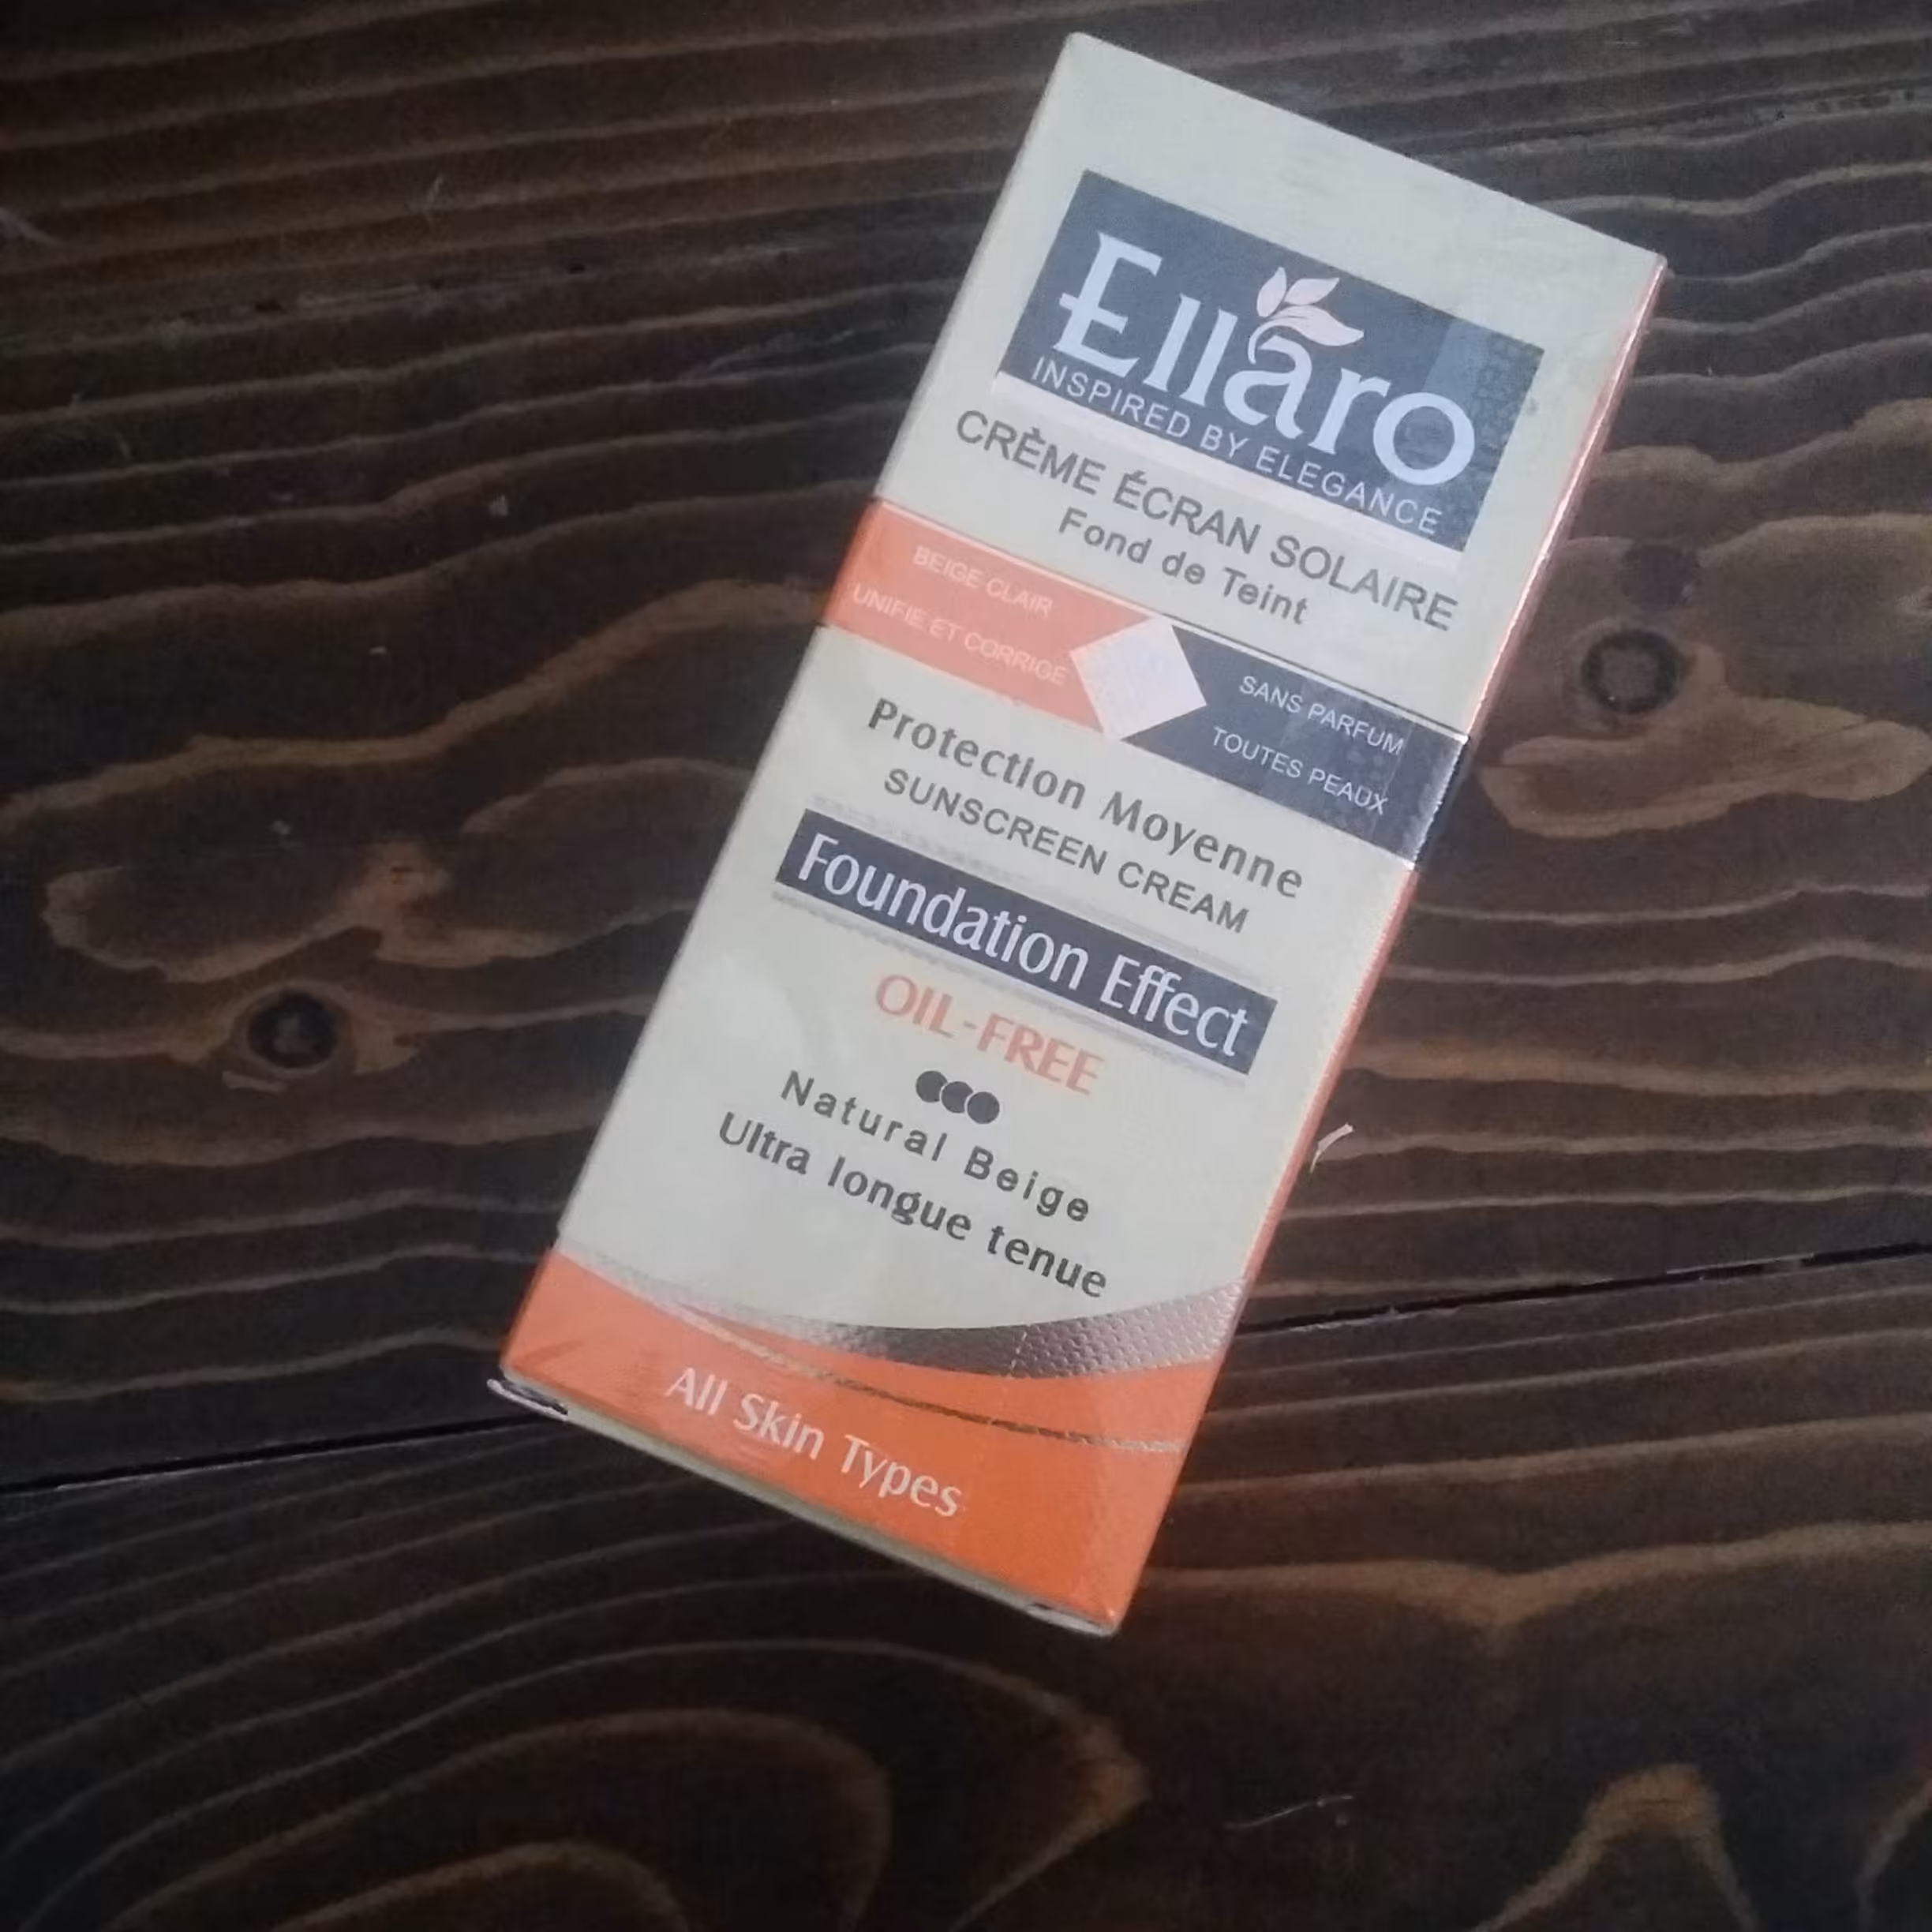 Ellaro
INSPIRED BY ELEGANCE
CRÈME ÉCRAN SOLAIRE
Fond de Teint
BEIGE CLAIR
UNIFIE ET CORRIGE
SANS PARFUM
TOUTES PEAUX
Protection Moyenne
SUNSCREEN CREAM
Foundation Effect
OIL-FREE
Natural Beige
Ultra longue tenue
All Skin Types